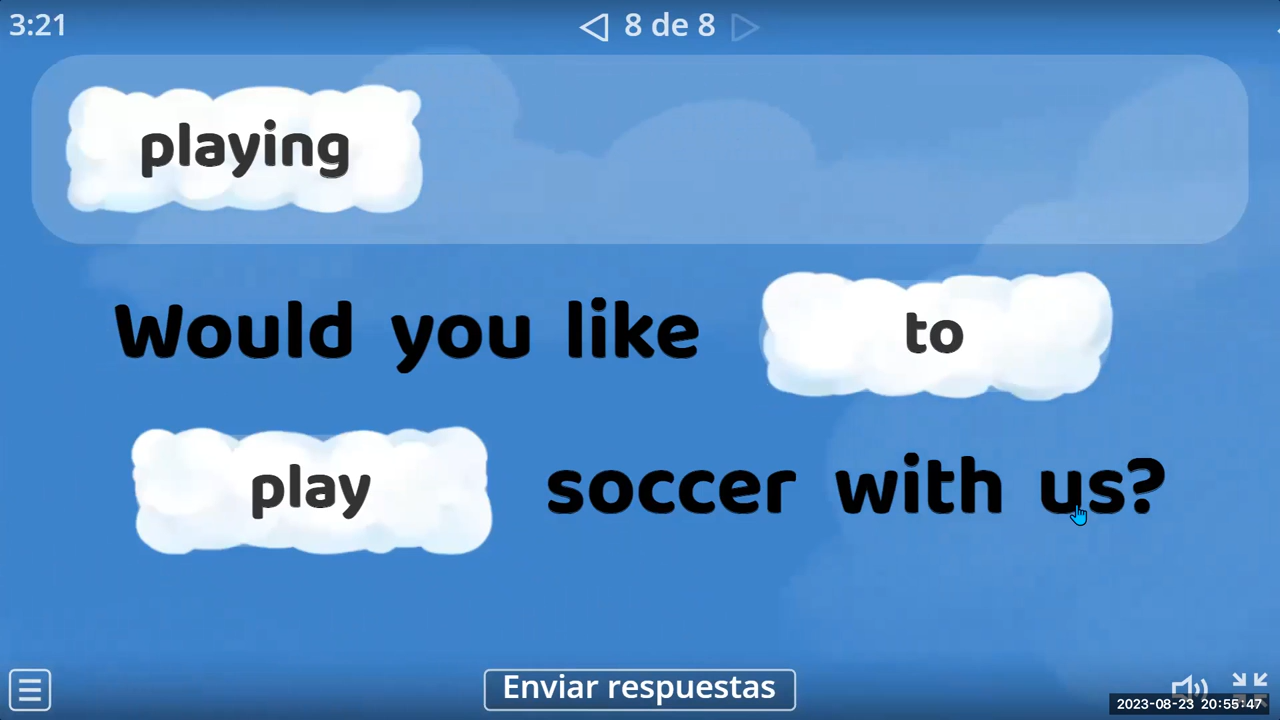 3:21
8 de 8
playing
Would you like to
play soccer with us?
Enviar respuestas
2023-08-23 20:55:47